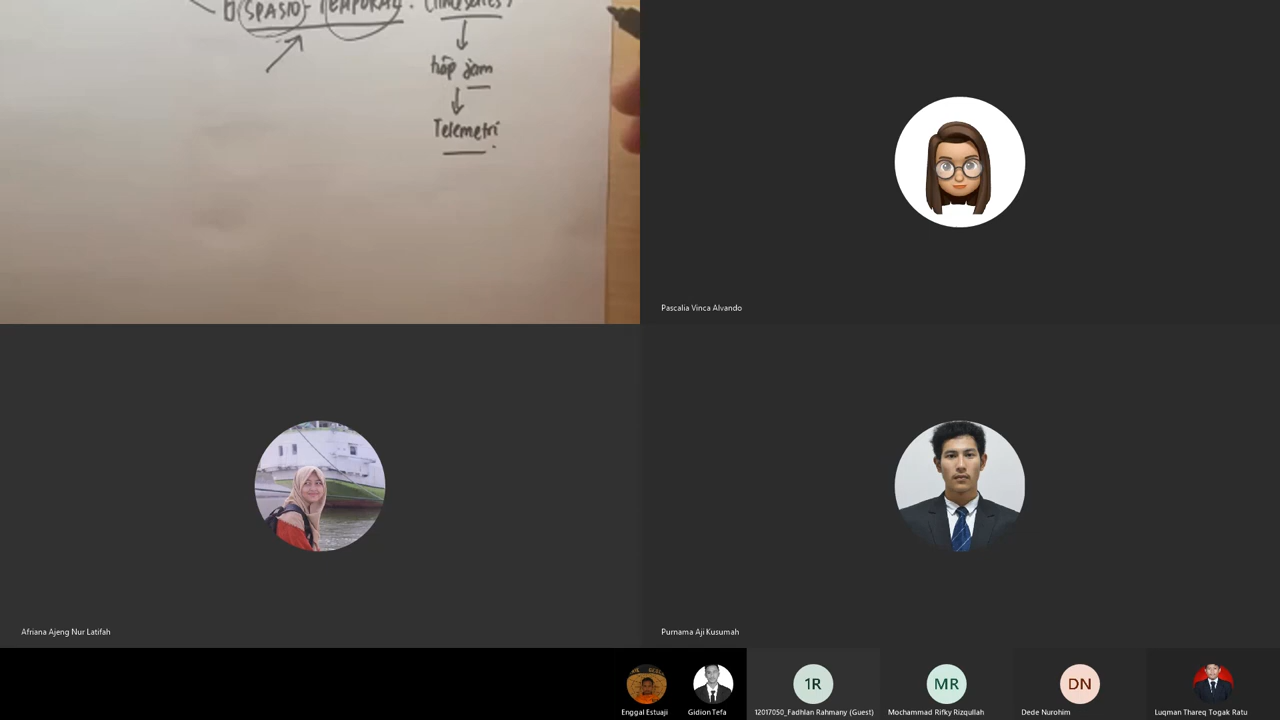 SPASIO - TEMPORAL : (Timeseries)
tiap jam
Telemetri
Pascalia Vinca Alvando
Afriana Ajeng Nur Latifah
Purnama Aji Kusumah
1R
MR
DN
Enggal Estuaji
Gidion Tefa
12017050_Fadhlan Rahmany (Guest)
Mochammad Rifky Rizqullah
Dede Nurohim
Luqman Thareq Togak Ratu